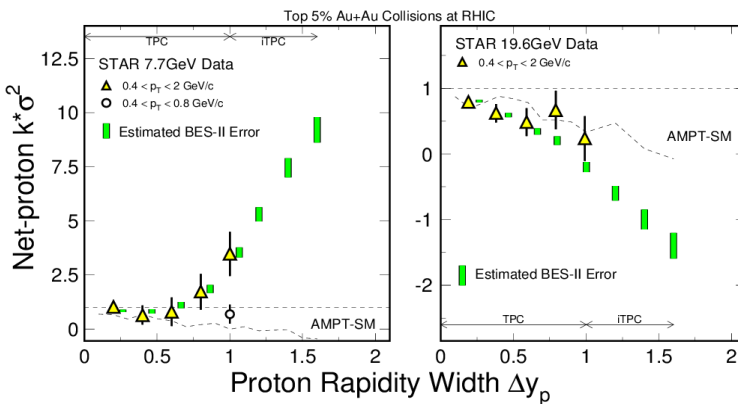 Top 5% Au+Au Collisions at RHIC
TPC iTPC
STAR 7.7GeV Data
0.4 < p_T < 2 GeV/c
0.4 < p_T < 0.8 GeV/c
Estimated BES-II Error
AMPT-SM
12.5
10
7.5
5
2.5
0
0 0.5 1 1.5 2
Net-proton k*σ²
STAR 19.6GeV Data
0.4 < p_T < 2 GeV/c
AMPT-SM
Estimated BES-II Error
TPC iTPC
1
0
-1
-2
0 0.5 1 1.5 2
Proton Rapidity Width Δy_p